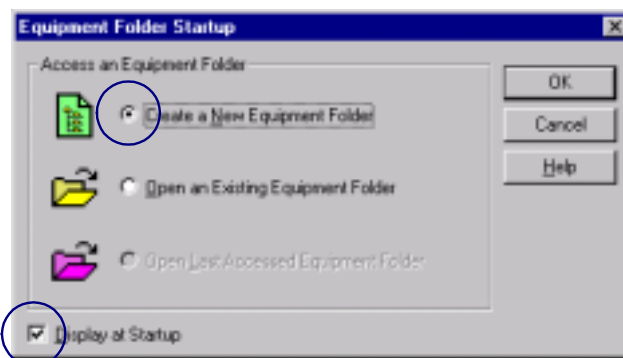 Equipment Folder Startup
Access an Equipment Folder
Create a New Equipment Folder
Open an Existing Equipment Folder
Open Last Accessed Equipment Folder
Display at Startup
OK
Cancel
Help